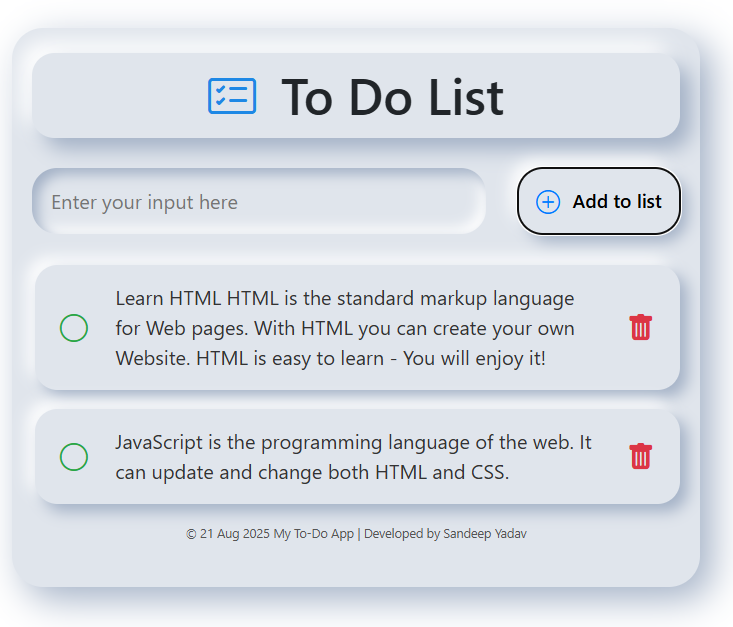 To Do List
Enter your input here
Add to list
Learn HTML HTML is the standard markup language
for Web pages. With HTML you can create your own
Website. HTML is easy to learn - You will enjoy it!
JavaScript is the programming language of the web. It
can update and change both HTML and CSS.
© 21 Aug 2025 My To-Do App | Developed by Sandeep Yadav